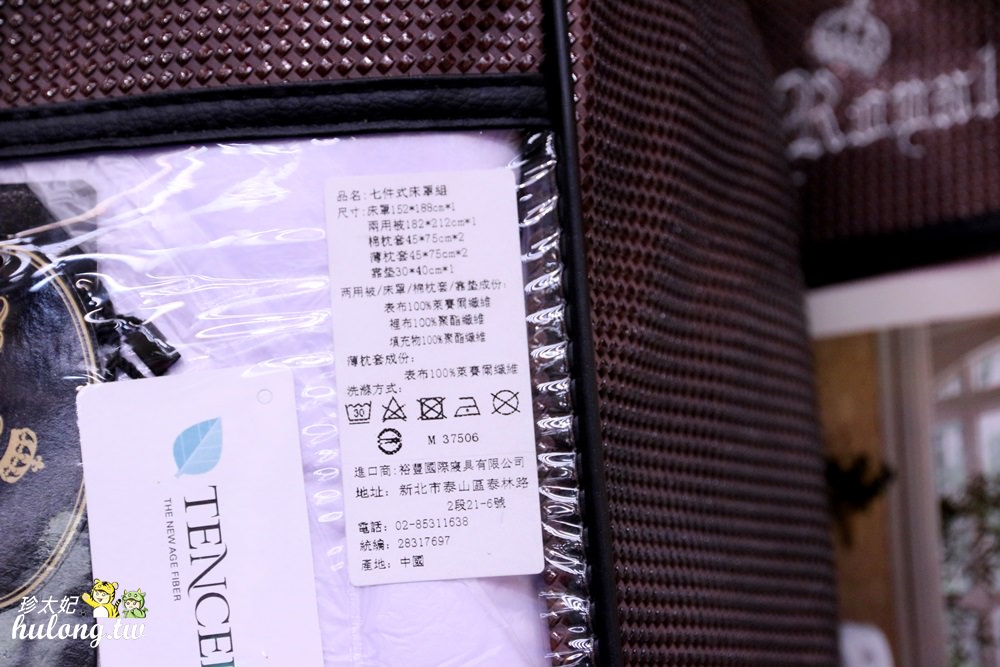 Royal
品名:七件式床罩組
尺寸:床罩152*188cm*1
兩用被182*212cm*1
棉枕套45*75cm*2
薄枕套45*75cm*2
靠墊30*40cm*1
兩用被/床罩/棉枕套/靠墊成份:
表布100%萊賽爾纖維
裡布100%聚酯纖維
填充物100%聚酯纖維
薄枕套成份:
表布100%萊賽爾纖維
洗滌方式:
30
M 37506
進口商:裕豐國際寢具有限公司
地址: 新北市泰山區泰林路
2段21-6號
電話: 02-85311638
統編: 28317697
產地: 中國
TENCEL
THE NEW AGE FIBER
珍太妃
hulong.tw